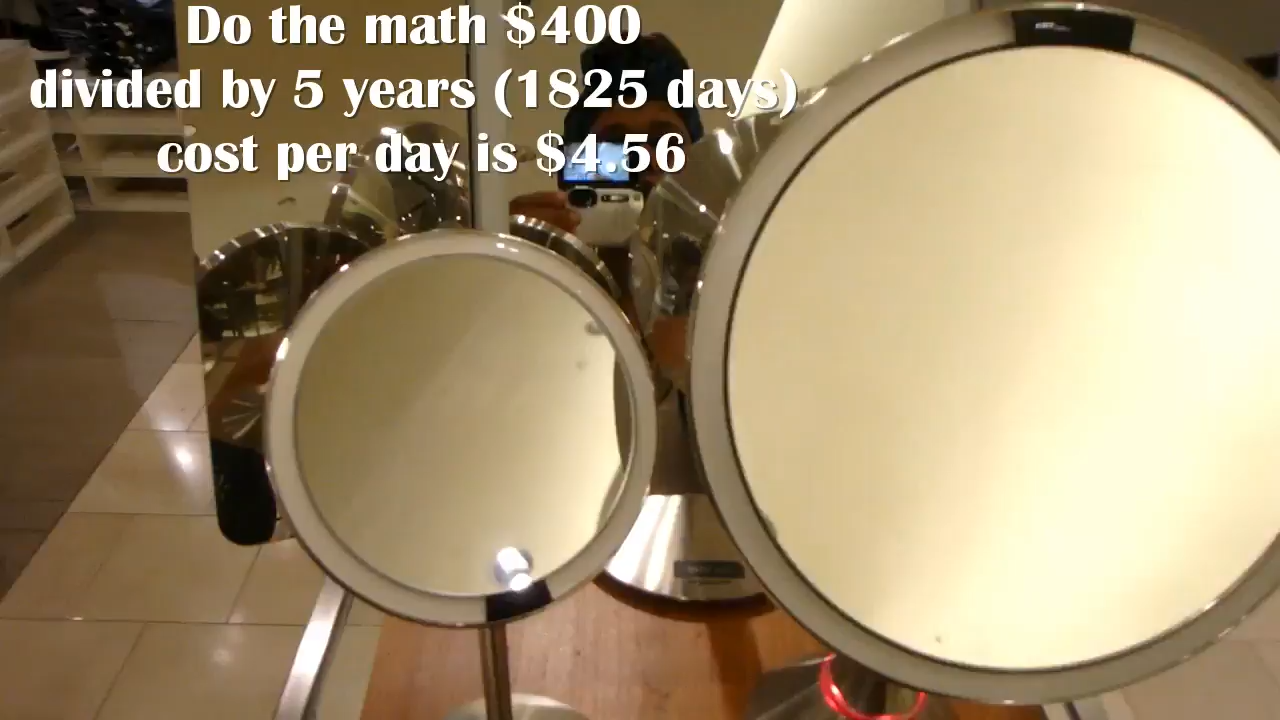 Do the math $400
divided by 5 years (1825 days)
cost per day is $4.56